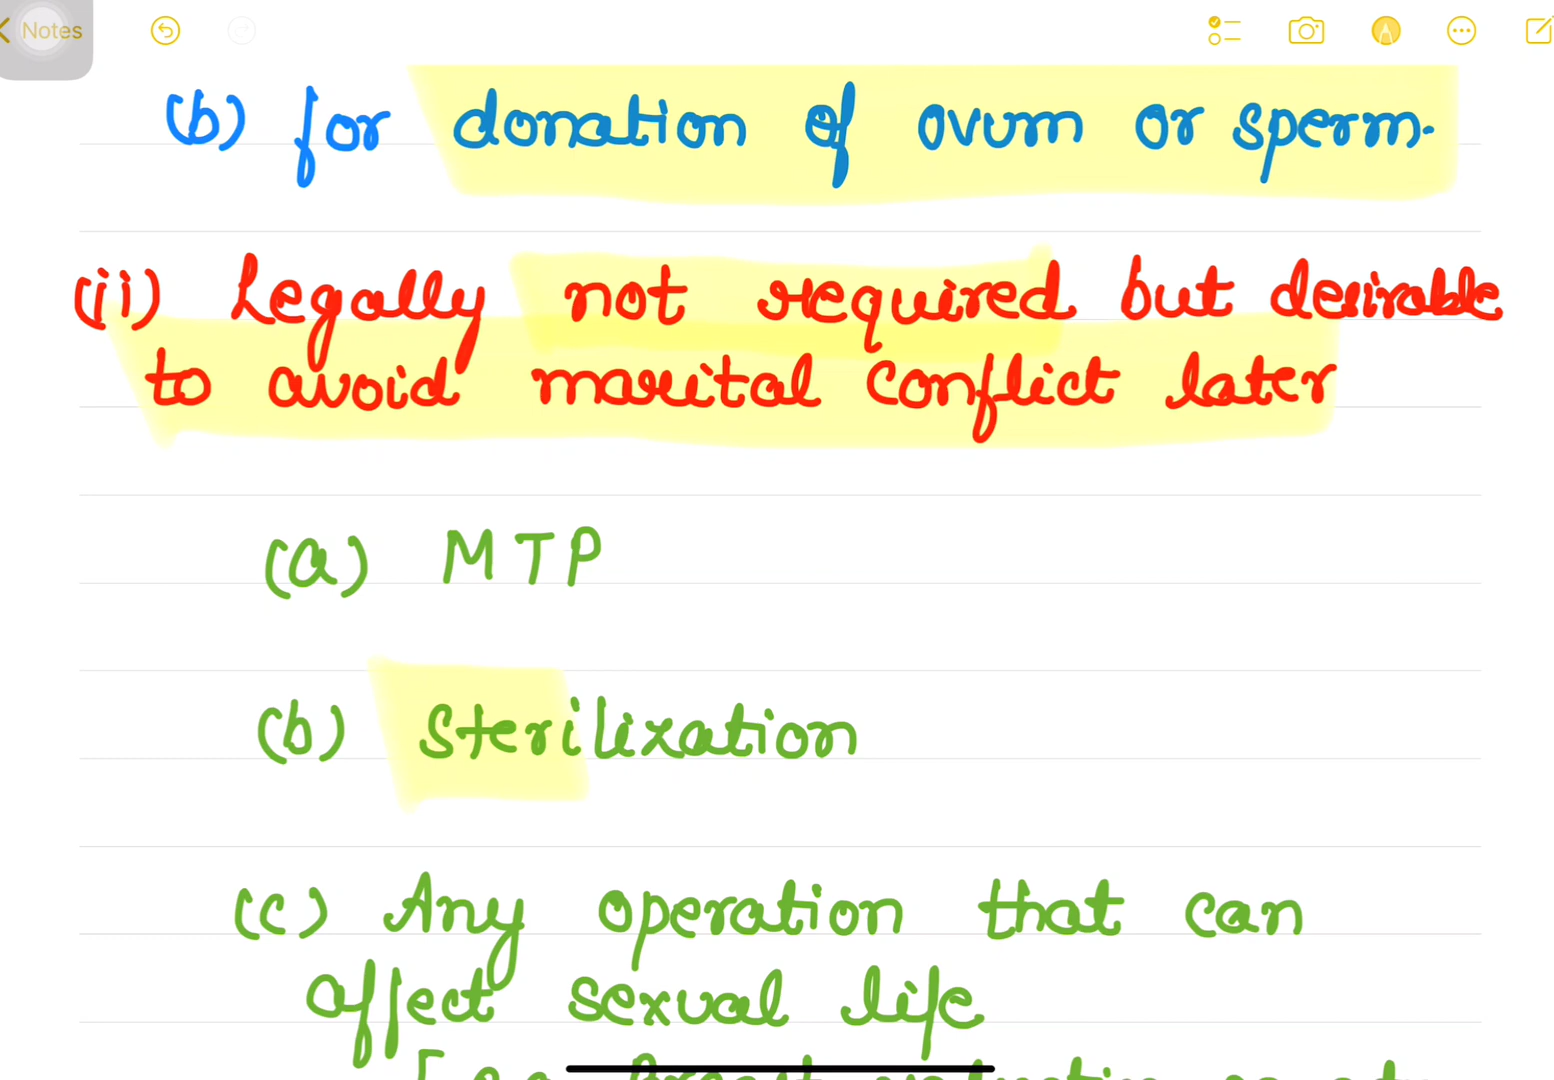 Notes
(b) for donation of ovum or sperm.
(ii) Legally not required but desirable
to avoid marital conflict later
(a) MTP
(b) Sterilization
(c) Any operation that can
affect sexual life